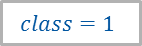 class = 1